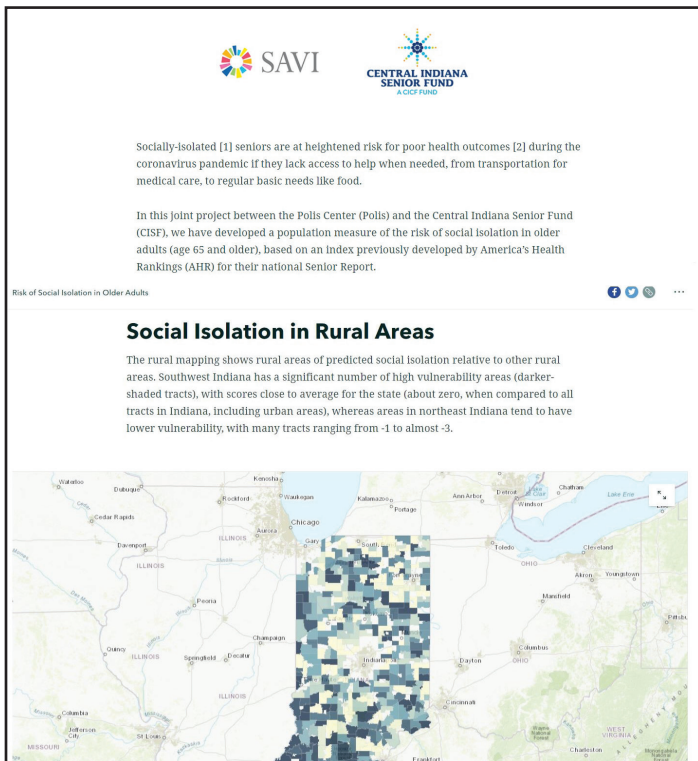 SAVI
CENTRAL INDIANA
SENIOR FUND
A CICF FUND
Socially-isolated [1] seniors are at heightened risk for poor health outcomes [2] during the
coronavirus pandemic if they lack access to help when needed, from transportation for
medical care, to regular basic needs like food.
In this joint project between the Polis Center (Polis) and the Central Indiana Senior Fund
(CISF), we have developed a population measure of the risk of social isolation in older
adults (age 65 and older), based on an index previously developed by America's Health
Rankings (AHR) for their national Senior Report.
Risk of Social Isolation in Older Adults
Social Isolation in Rural Areas
The rural mapping shows rural areas of predicted social isolation relative to other rural
areas. Southwest Indiana has a significant number of high vulnerability areas (darker-
shaded tracts), with scores close to average for the state (about zero, when compared to all
tracts in Indiana, including urban areas), whereas areas in northeast Indiana tend to have
lower vulnerability, with many tracts ranging from -1 to almost -3.
Waterloo
Dubuque
Kenosha
Rockford
Waukegan
Kalamazoo
Portage
Ann Arbor
Detroit
Lake
St Clair
Windsor
Chatham
Lake Erie
Cedar Rapids
Aurora
Chicago
Davenport
ILLINOIS
Gary
South
Toledo
Cleveland
ILLINOIS
OHIO
Akron
Youngstown
Peoria
Mansfield
Pittsbu
Champaign
Quincy
ILLINOIS
Springfield
Decatur
Indiana
Dayton
Columbus
OHIO
ILLINOIS
Cincinnati
Columbia
Jefferson
City
St Louis
MISSOURI
Wayne
National
Forest
WEST
VIRGINIA
Charleston
Monongahela
National
Forest
Frankfort